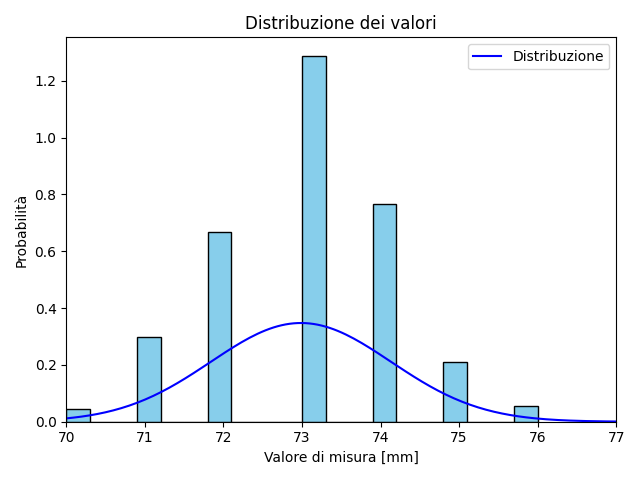 Distribuzione dei valori
Distribuzione
Probabilità
1.2
1.0
0.8
0.6
0.4
0.2
0.0
70 71 72 73 74 75 76 77
Valore di misura [mm]